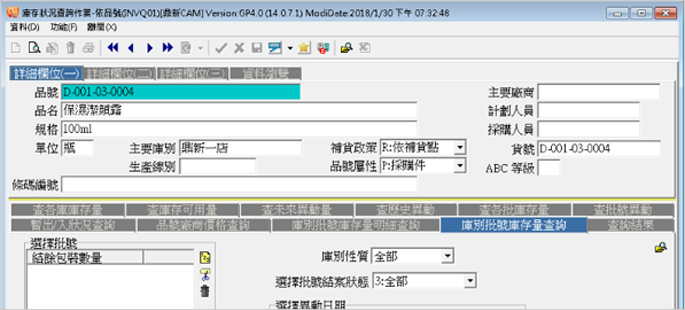 庫存狀況查詢作業-依品號(INVQ01)[鼎新CAM] Version:GP4.0 (14.0.7.1) ModiDate:2018/1/30 下午 07:32:48
資料(D) 功能(F) 離開(X)
詳細欄位(一) 詳細欄位(二) 詳細欄位(三) 資料瀏覽
品號 D-001-03-0004 主要廠商
品名 保濕潔顏露 計劃人員
規格 100ml 採購人員
單位 瓶 主要庫別 鼎新一店 補貨政策 R:依補貨點 貨號 D-001-03-0004
生產線別 品號屬性 P:採購件 ABC 等級
條碼編號
查各庫庫存量 查庫存可用量 查未來異動量 查歷史異動 查各批庫存量 查批號異動
暫出/入狀況查詢 品號廠商價格查詢 庫別批號庫存量明細查詢 庫別批號庫存量查詢 查詢結果
選擇批號
結餘包裝數量 庫別性質 全部
選擇批號結案狀態 3:全部
選擇異動日期